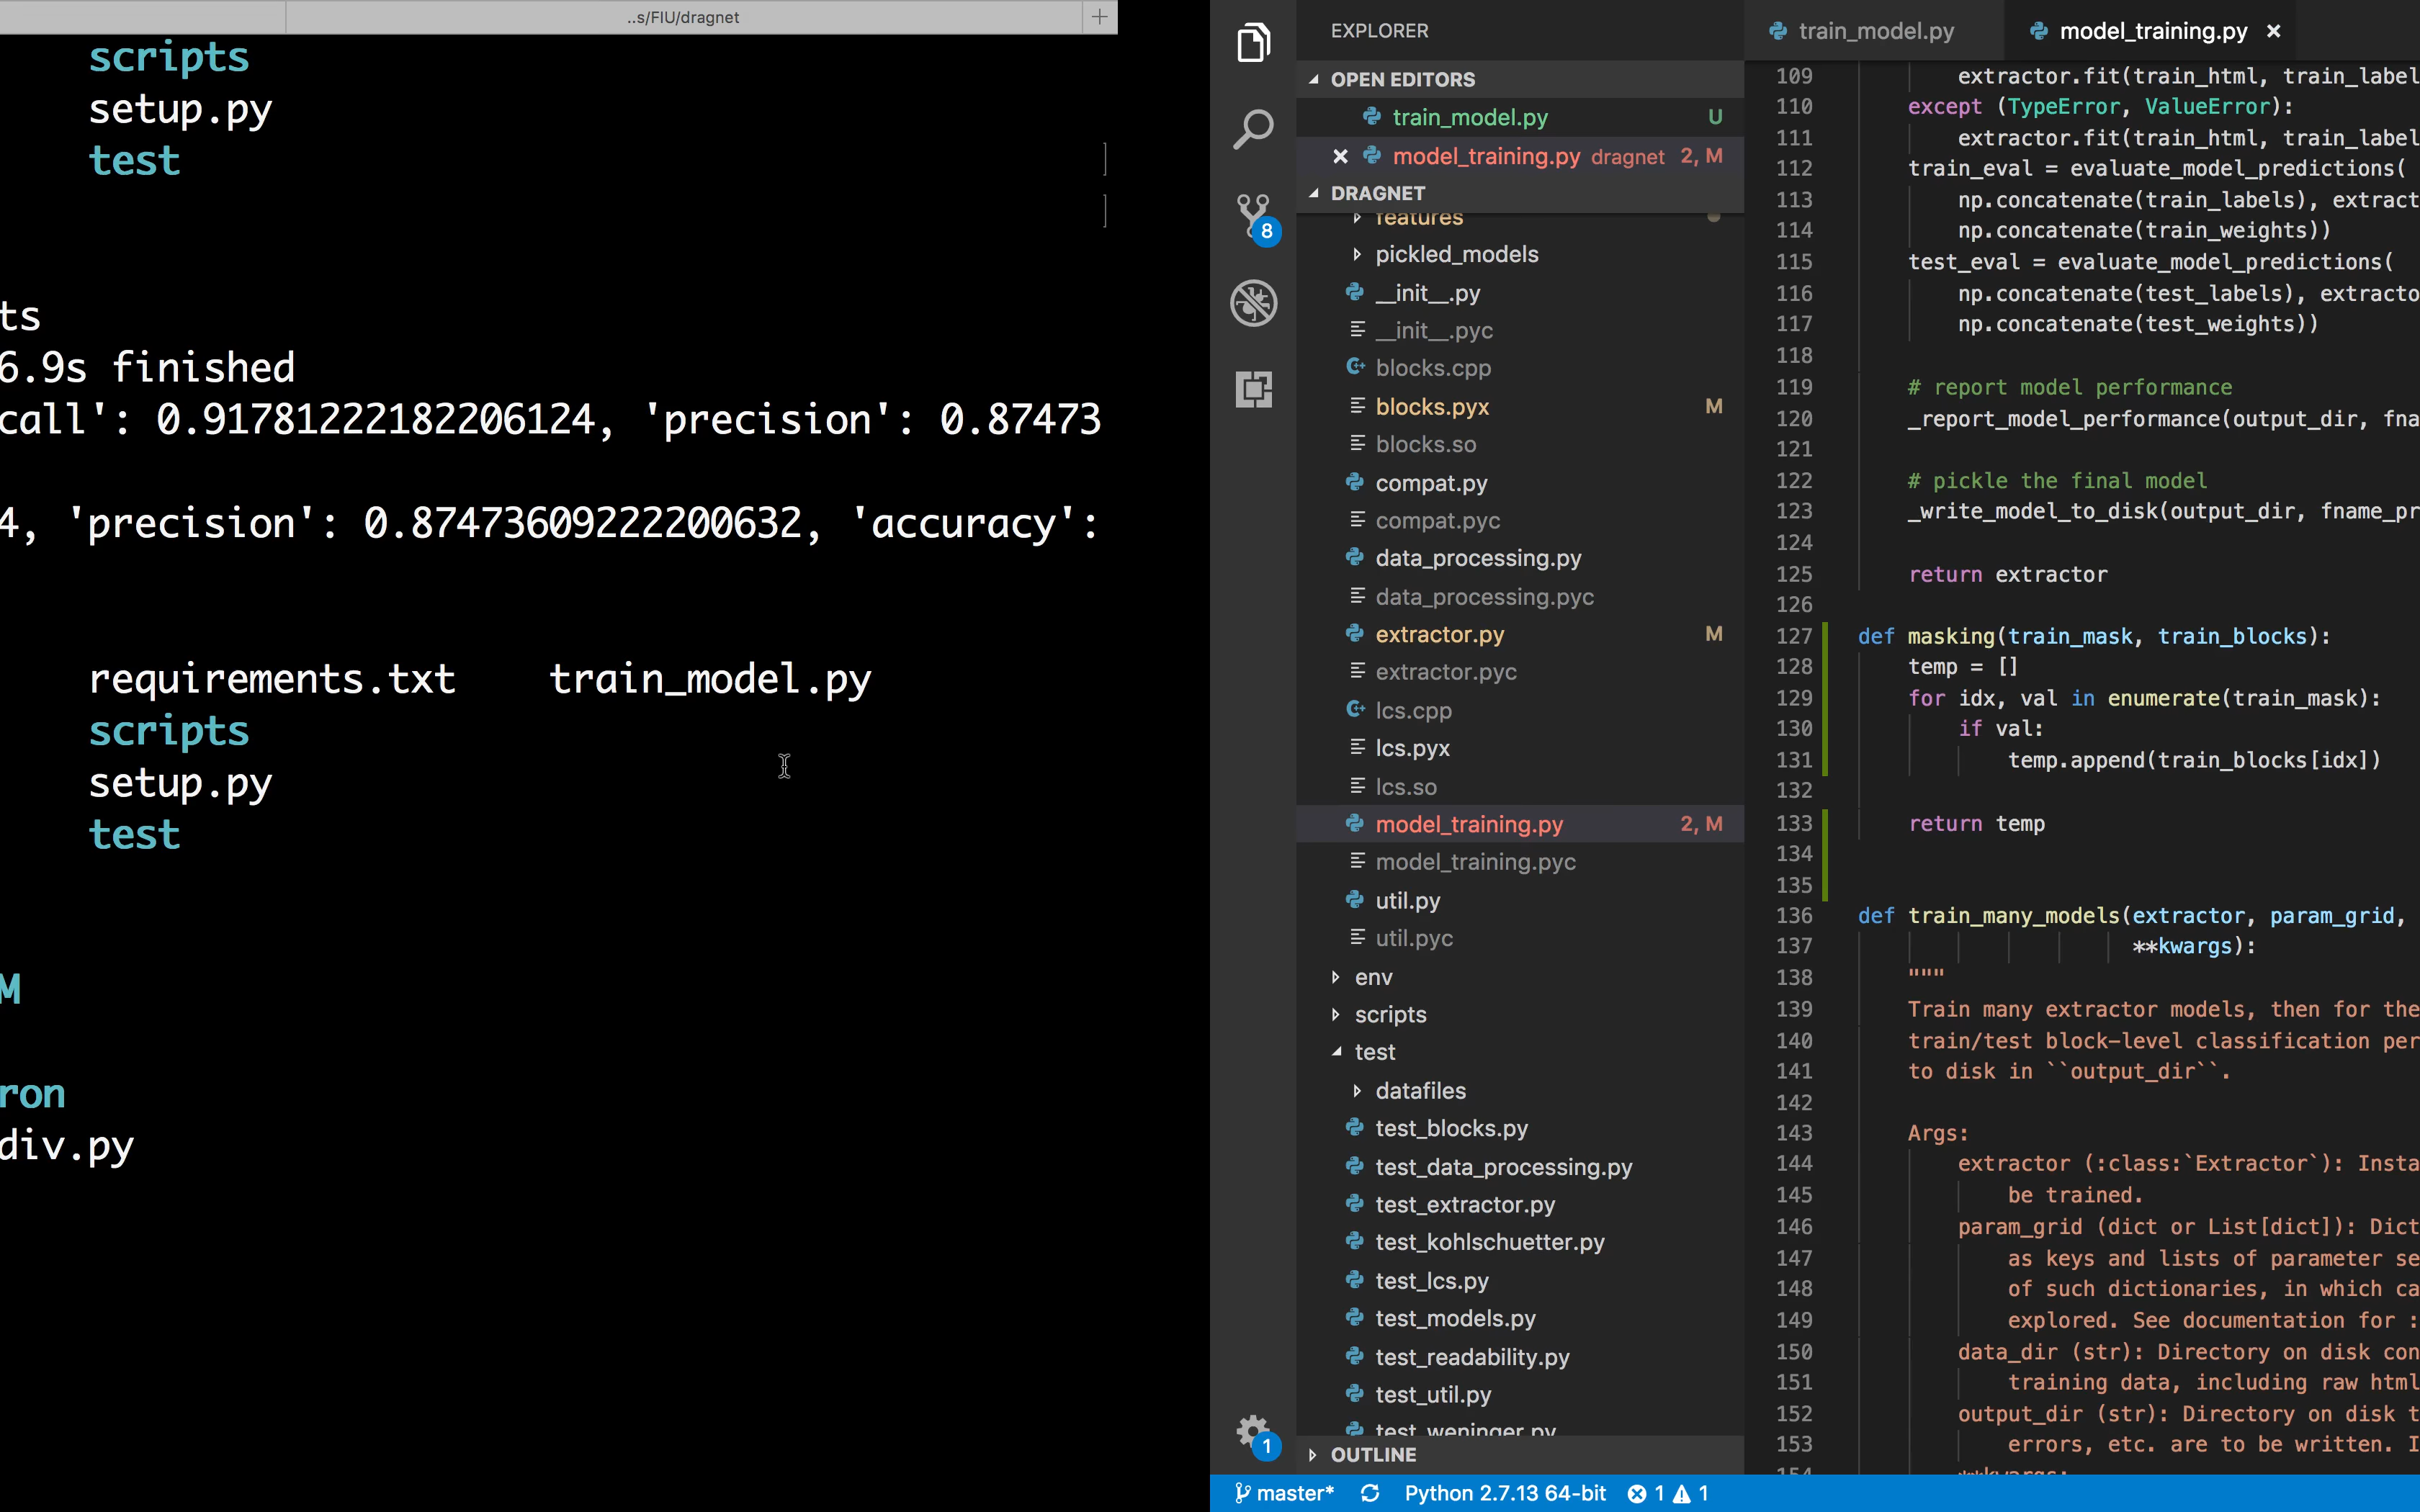 ..s/FIU/dragnet
scripts
setup.py
test
ts
6.9s finished
call': 0.91781222182206124, 'precision': 0.87473
4, 'precision': 0.87473609222200632, 'accuracy':
requirements.txt    train_model.py
scripts
setup.py
test
M
ron
div.py
8
1
EXPLORER
OPEN EDITORS
train_model.py U
model_training.py dragnet 2, M
DRAGNET
features
pickled_models
__init__.py
__init__.pyc
blocks.cpp
blocks.pyx M
blocks.so
compat.py
compat.pyc
data_processing.py
data_processing.pyc
extractor.py M
extractor.pyc
lcs.cpp
lcs.pyx
lcs.so
model_training.py 2, M
model_training.pyc
util.py
util.pyc
env
scripts
test
datafiles
test_blocks.py
test_data_processing.py
test_extractor.py
test_kohlschuetter.py
test_lcs.py
test_models.py
test_readability.py
test_util.py
test_weninger.py
OUTLINE
train_model.py model_training.py
109 extractor.fit(train_html, train_label
110 except (TypeError, ValueError):
111 extractor.fit(train_html, train_label
112 train_eval = evaluate_model_predictions(
113 np.concatenate(train_labels), extract
114 np.concatenate(train_weights))
115 test_eval = evaluate_model_predictions(
116 np.concatenate(test_labels), extracto
117 np.concatenate(test_weights))
118
119 # report model performance
120 _report_model_performance(output_dir, fna
121
122 # pickle the final model
123 _write_model_to_disk(output_dir, fname_pr
124
125 return extractor
126
127 def masking(train_mask, train_blocks):
128 temp = []
129 for idx, val in enumerate(train_mask):
130 if val:
131 temp.append(train_blocks[idx])
132
133 return temp
134
135
136 def train_many_models(extractor, param_grid,
137 **kwargs):
138 """
139 Train many extractor models, then for the
140 train/test block-level classification per
141 to disk in ``output_dir``.
142
143 Args:
144 extractor (:class:`Extractor`): Insta
145 be trained.
146 param_grid (dict or List[dict]): Dict
147 as keys and lists of parameter se
148 of such dictionaries, in which ca
149 explored. See documentation for :
150 data_dir (str): Directory on disk con
151 training data, including raw html
152 output_dir (str): Directory on disk t
153 errors, etc. are to be written. I
154 **kwargs:
master* Python 2.7.13 64-bit 1 1